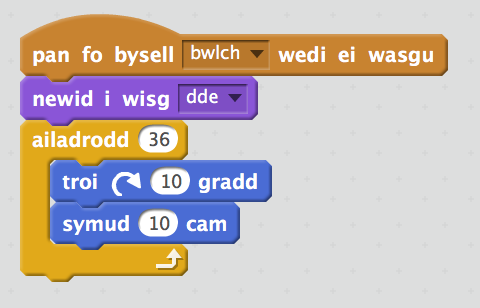 pan fo bysell bwlch wedi ei wasgu
newid i wisg dde
ailadrodd 36
troi 10 gradd
symud 10 cam